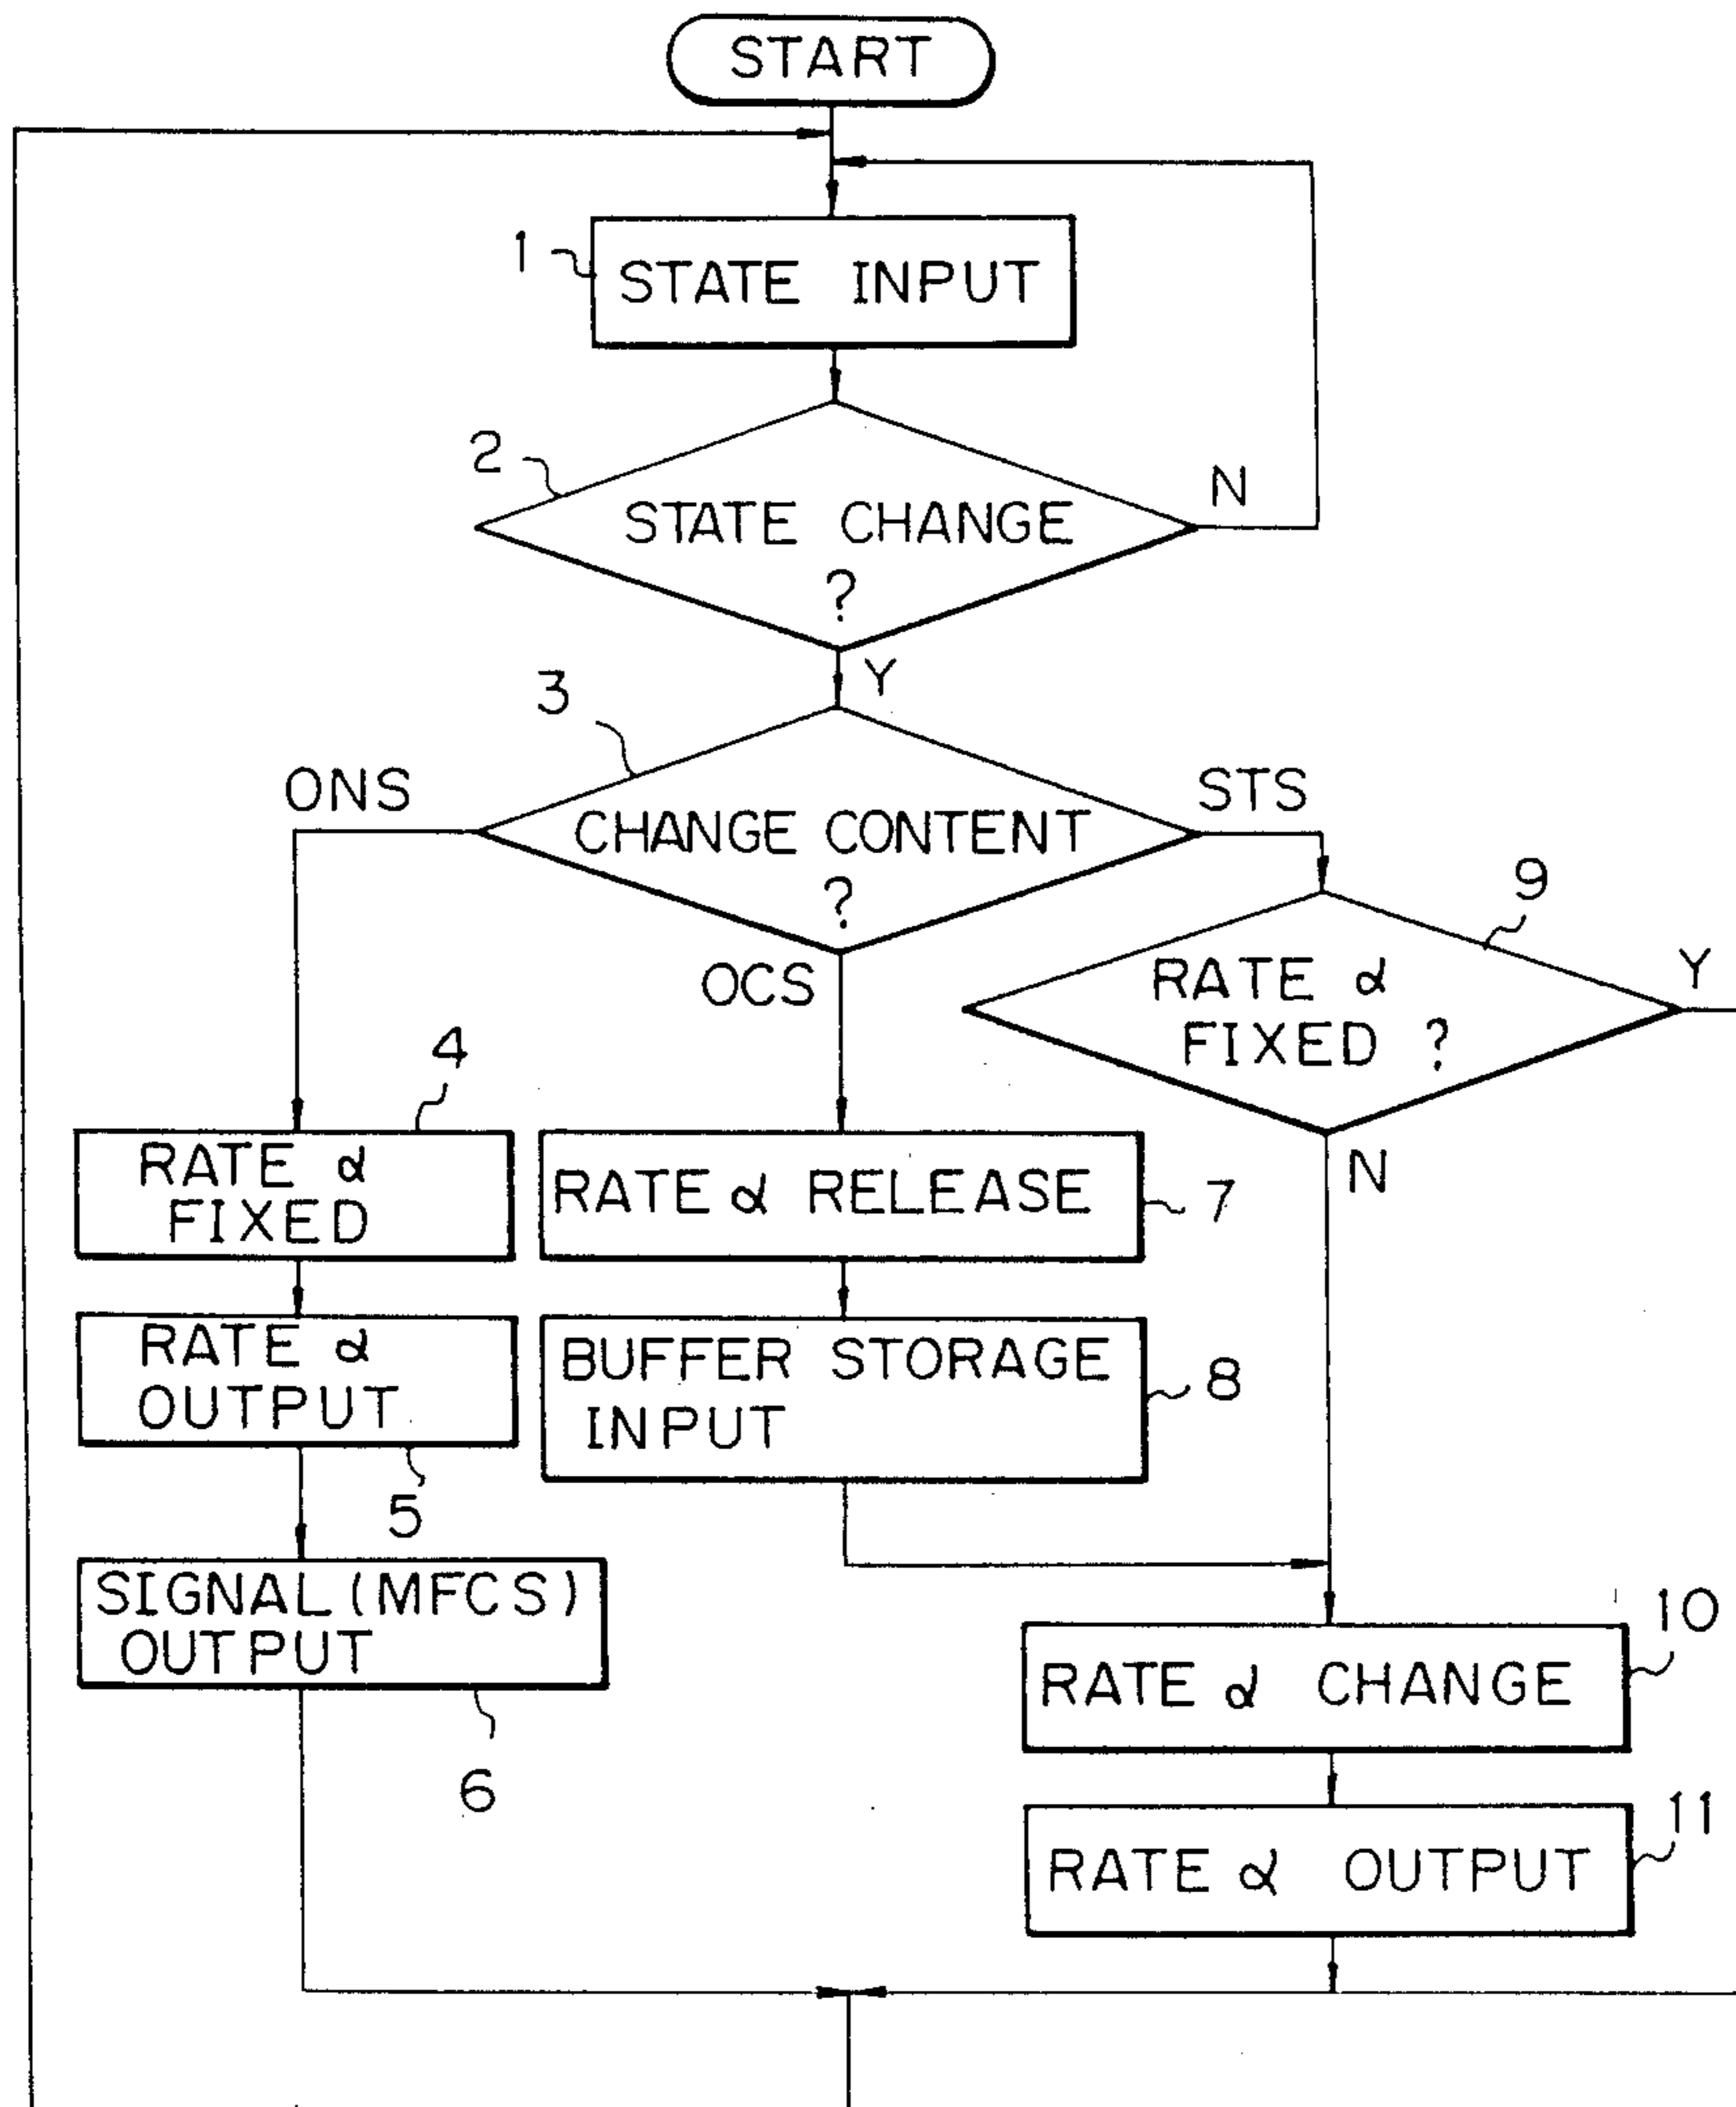 START
1
STATE INPUT
2
STATE CHANGE
?
N
Y
3
ONS
CHANGE CONTENT
?
STS
OCS
9
RATE α
FIXED ?
Y
N
4
RATE α
FIXED
RATE α RELEASE
7
RATE α
OUTPUT
5
BUFFER STORAGE
INPUT
8
SIGNAL (MFCS)
OUTPUT
6
10
RATE α CHANGE
11
RATE α OUTPUT